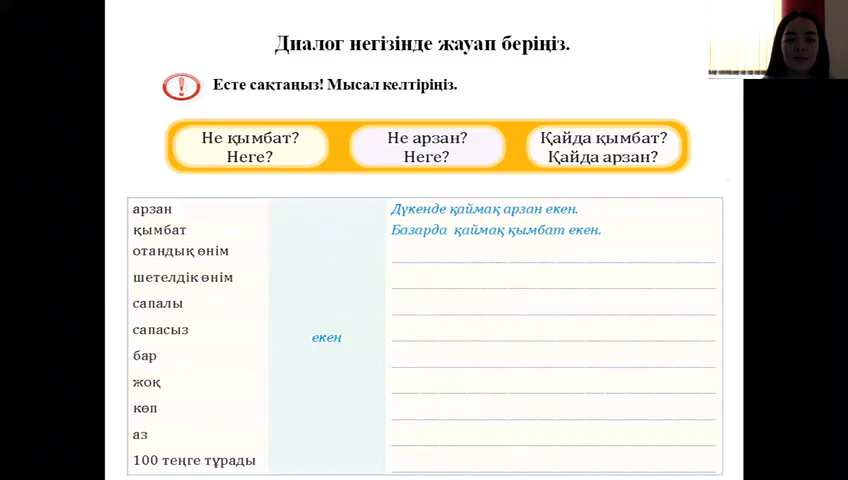 Диалог негізінде жауап беріңіз.
Есте сақтаңыз! Мысал келтіріңіз.
Не қымбат?
Неге?
Не арзан?
Неге?
Қайда қымбат?
Қайда арзан?
арзан
қымбат
отандық өнім
шетелдік өнім
сапалы
сапасыз
бар
жоқ
көп
аз
100 теңге тұрады
екен
Дүкенде қаймақ арзан екен.
Базарда қаймақ қымбат екен.